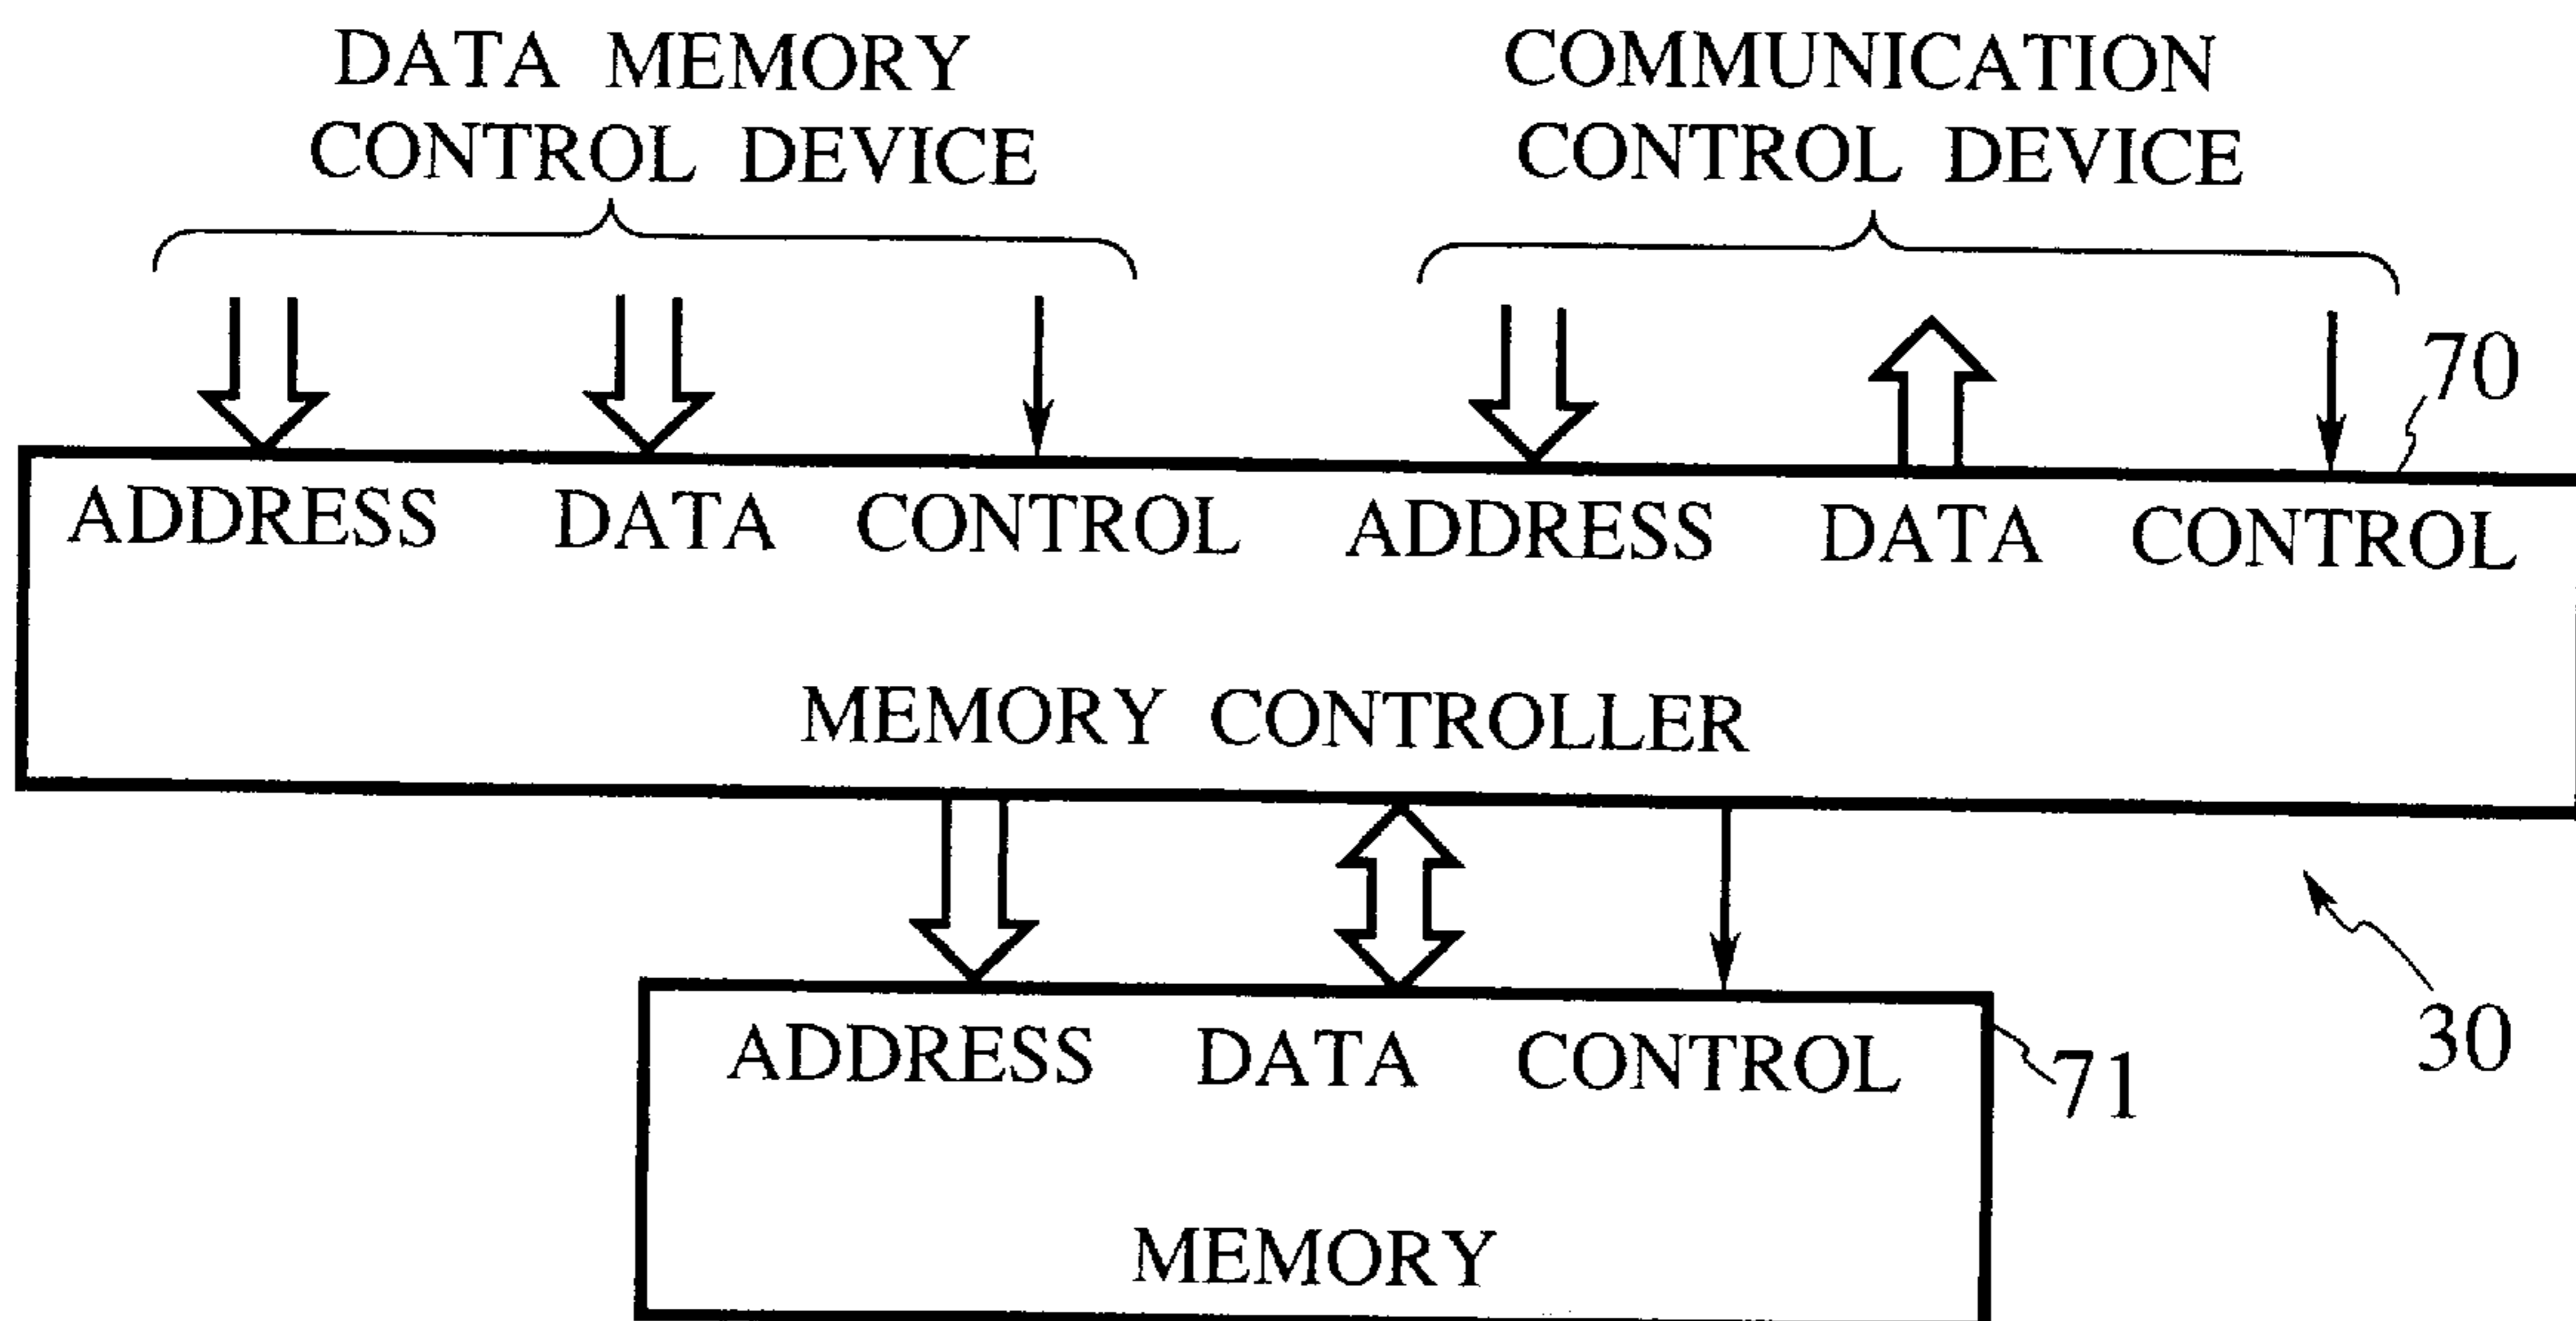 DATA MEMORY
CONTROL DEVICE
COMMUNICATION
CONTROL DEVICE
70
ADDRESS DATA CONTROL ADDRESS DATA CONTROL
MEMORY CONTROLLER
30
ADDRESS DATA CONTROL
71
MEMORY